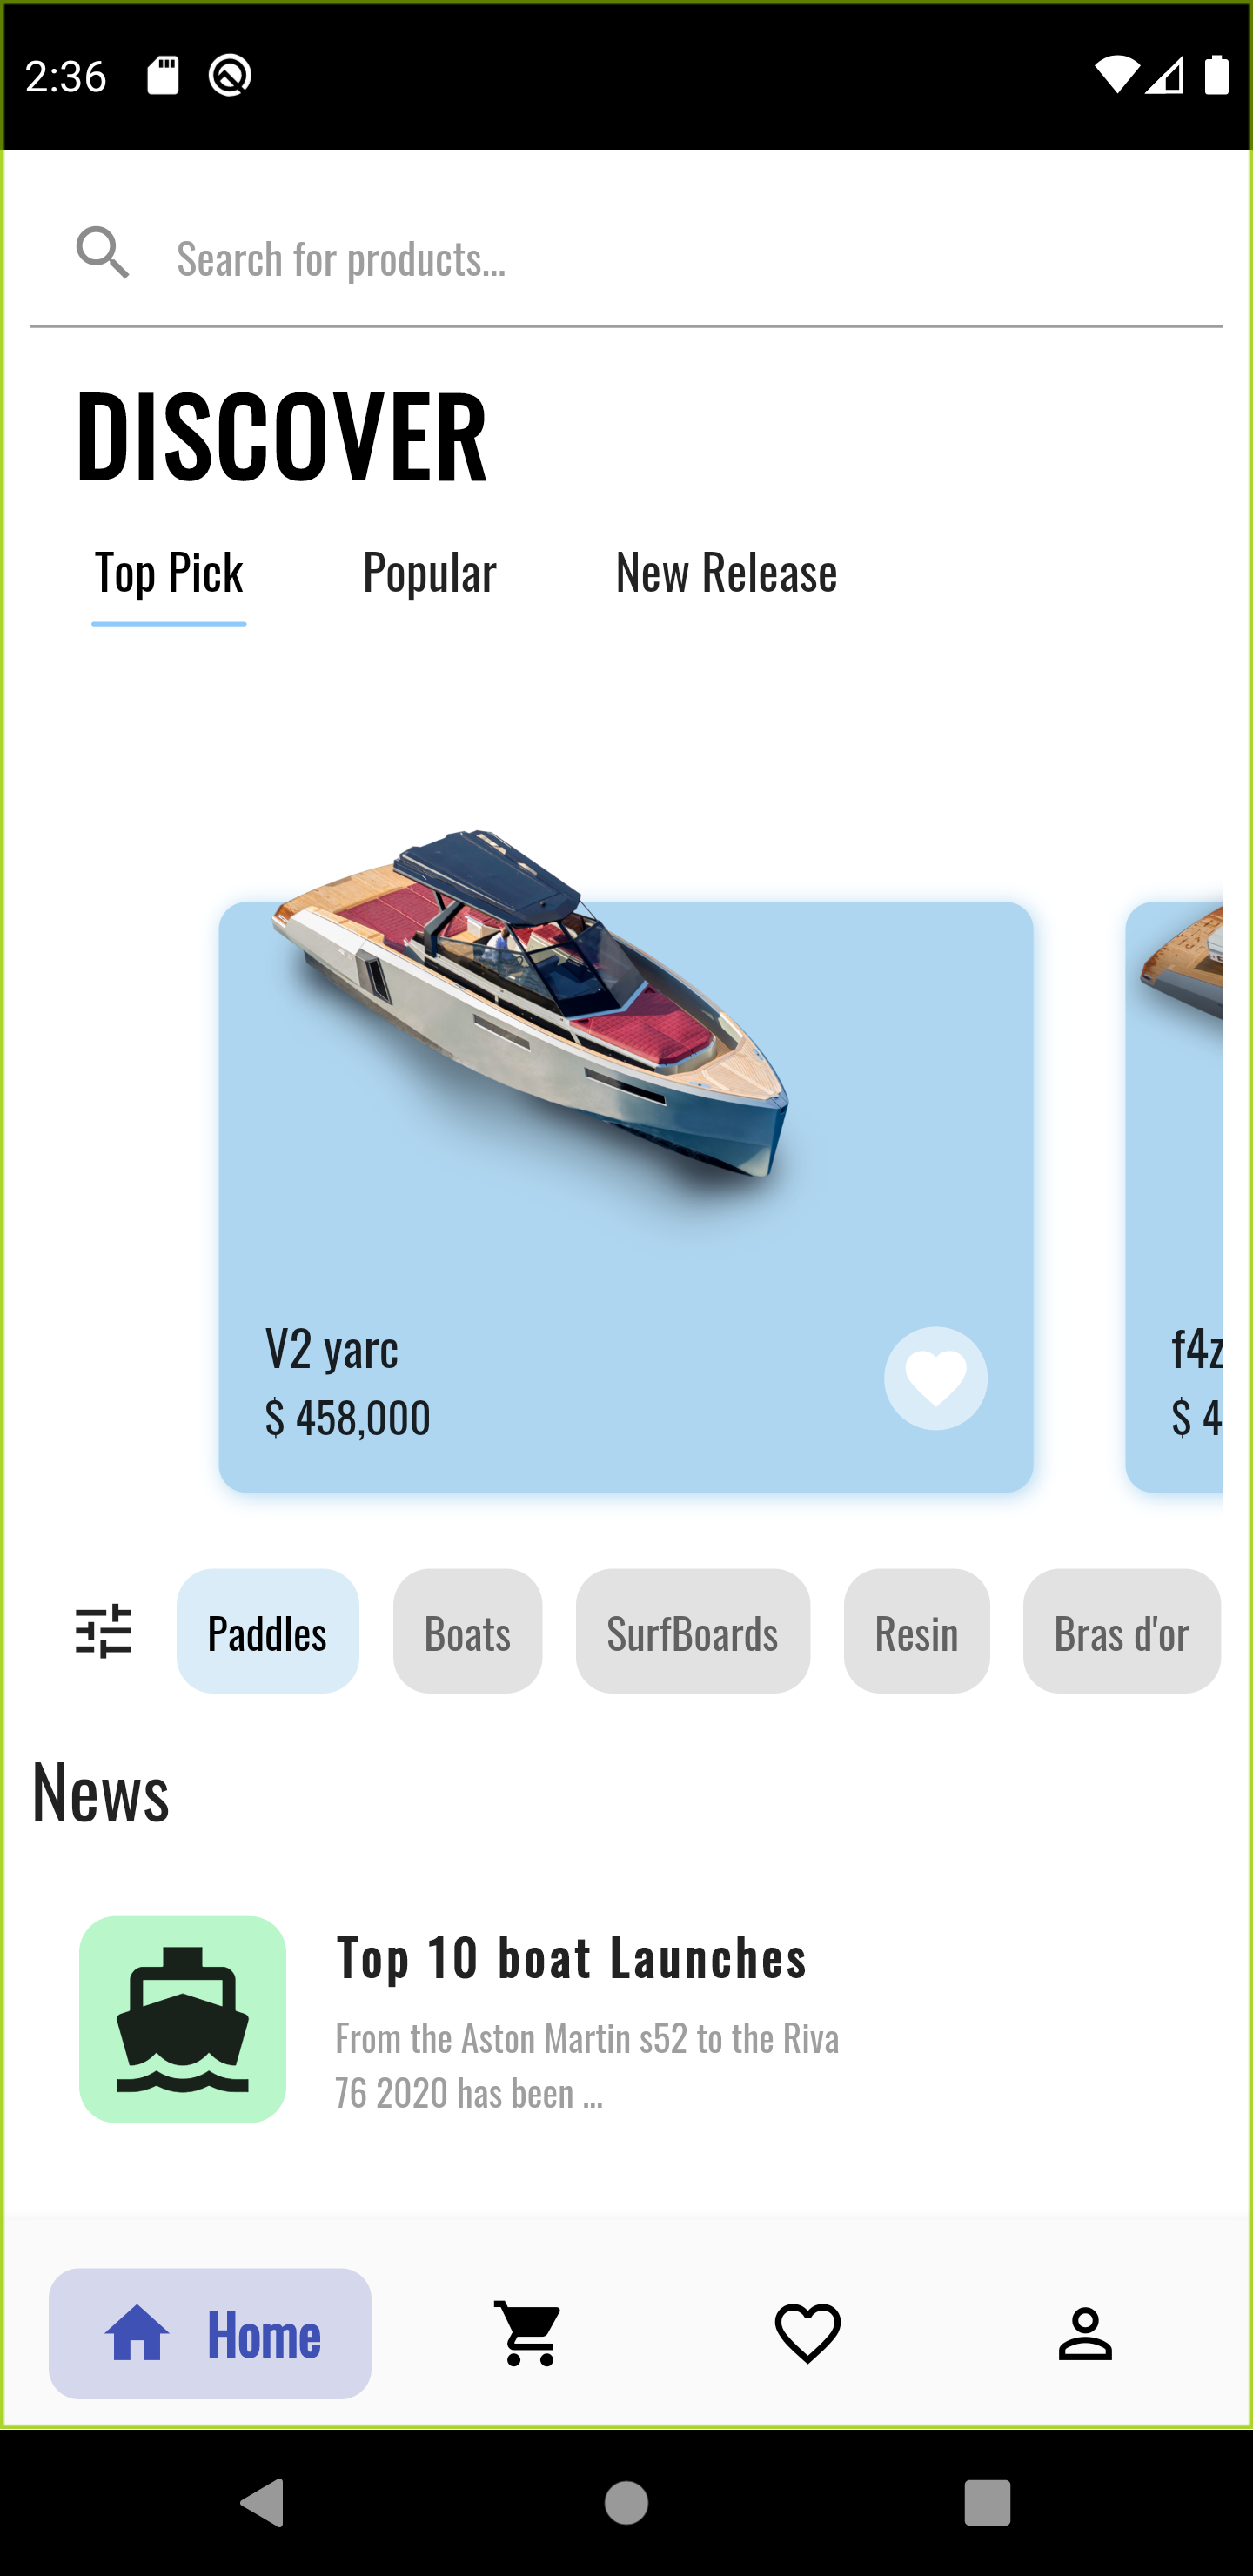 2:36
Search for products...
DISCOVER
Top Pick Popular New Release
V2 yarc
$ 458,000
f4z
$ 4
Paddles Boats SurfBoards Resin Bras d'or
News
Top 10 boat Launches
From the Aston Martin s52 to the Riva
76 2020 has been ...
Home